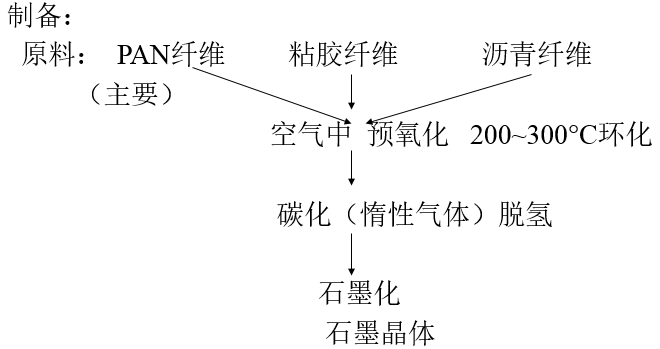 制备：
原料： PAN纤维 粘胶纤维 沥青纤维
（主要）
空气中 预氧化 200~300°C环化
碳化（惰性气体）脱氢
石墨化
石墨晶体